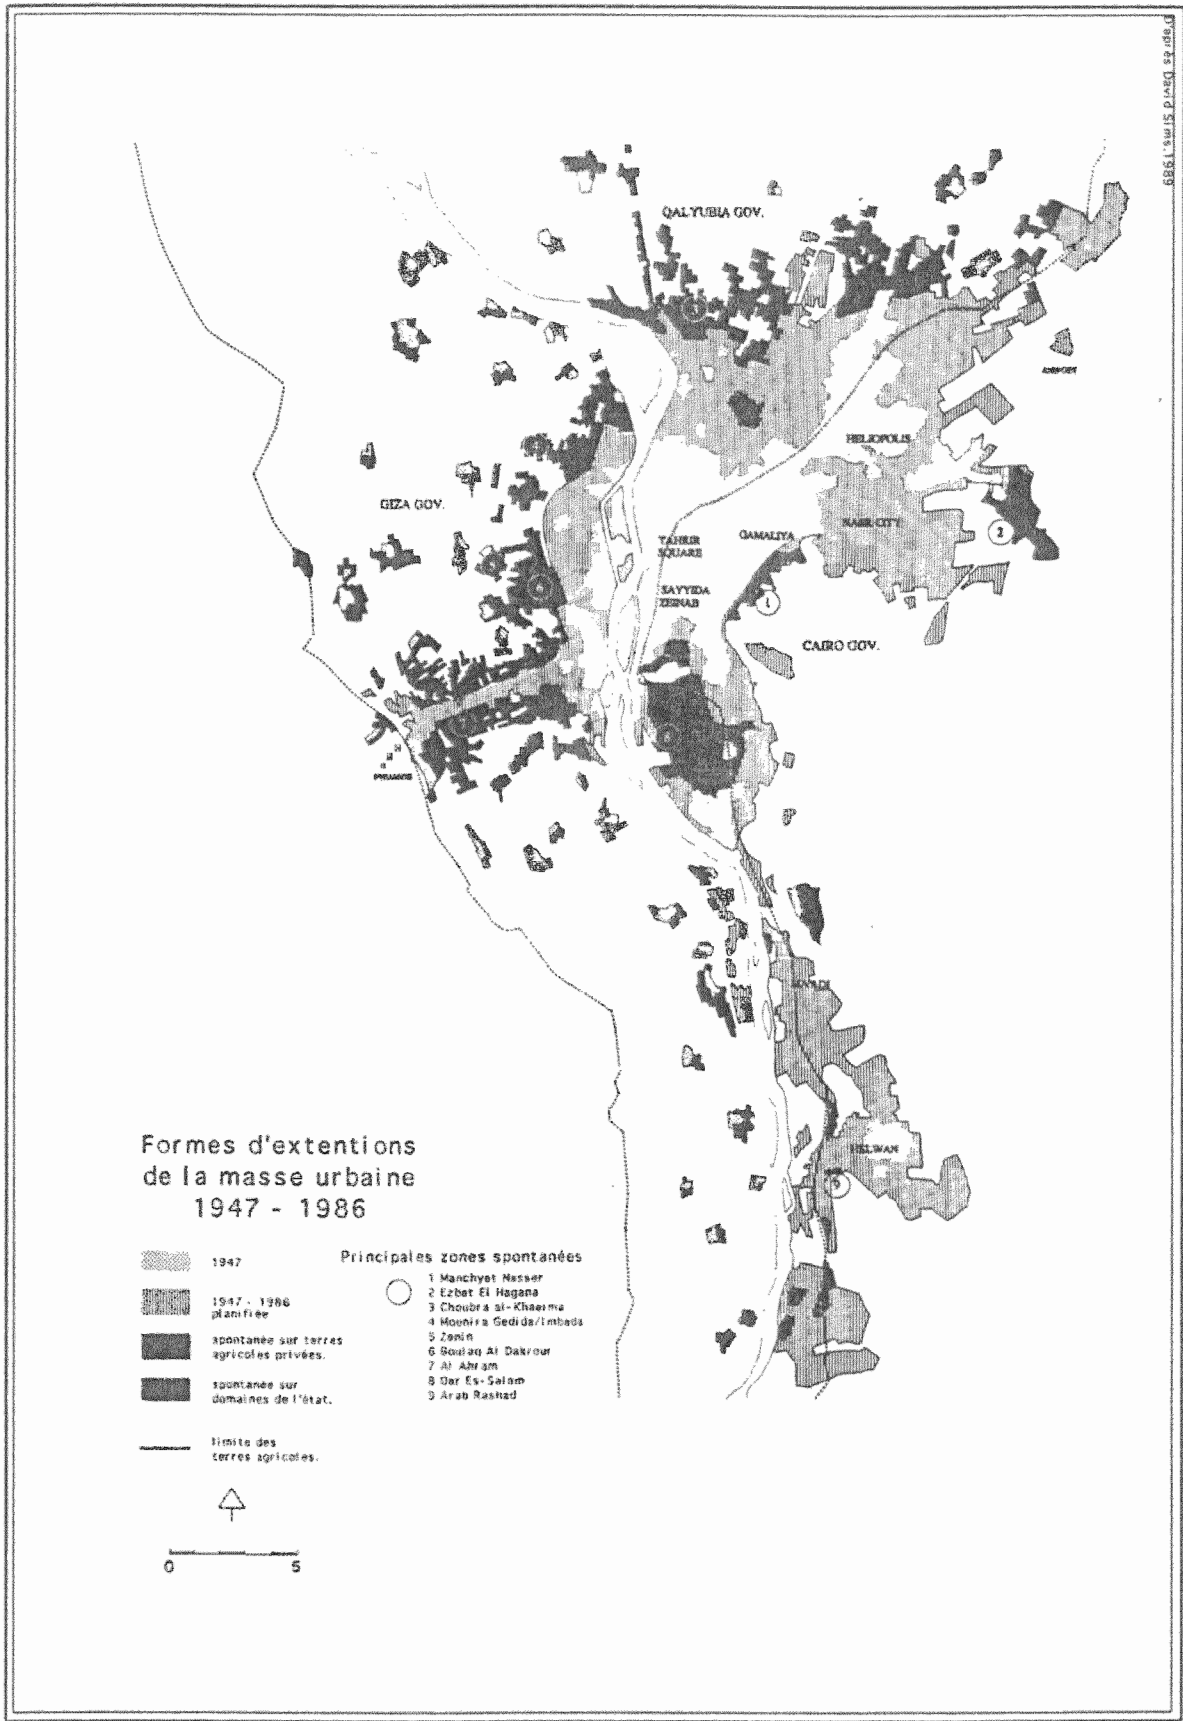 D'après David Sims.1989
QALYUBIA GOV.
AIRPORT
HELIOPOLIS
GIZA GOV.
NASR CITY
2
GAMALIYA
TAHRIR
SQUARE
SAYYIDA
ZEINAB
1
CAIRO GOV.
PYRAMIDS
HELWAN
Formes d'extentions
de la masse urbaine
1947 - 1986
1947
1947 - 1986
planifiée
spontanée sur terres
agricoles privées.
spontanée sur
domaines de l'état.
limite des
terres agricoles.
0 5
Principales zones spontanées
1 Manchyet Nasser
2 Ezbet El Hagana
3 Choubra al-Khaeima
4 Mounira Gedida/Imbaba
5 Zenin
6 Boulaq Al Dakrour
7 Al Ahram
8 Dar Es-Salam
9 Arab Rashad